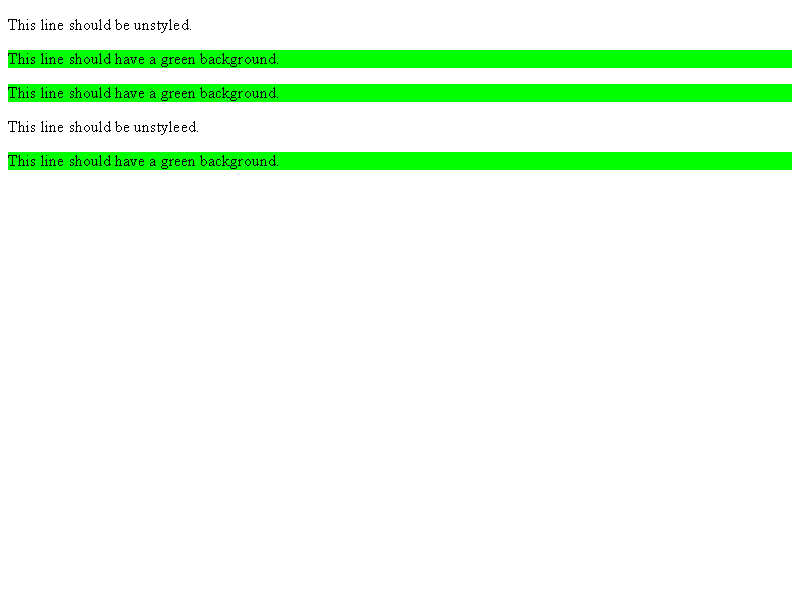 This line should be unstyled.
This line should have a green background.
This line should have a green background.
This line should be unstyleed.
This line should have a green background.